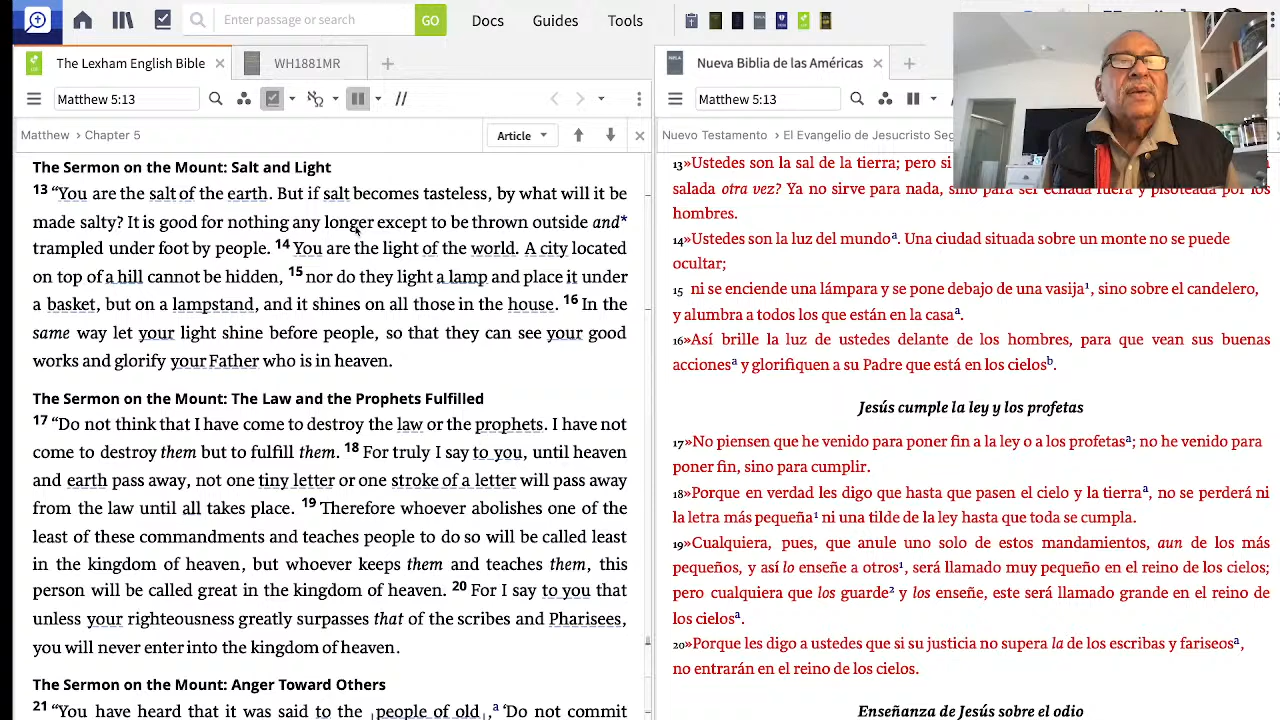 Enter passage or search
GO
Docs
Guides
Tools
The Lexham English Bible
WH1881MR
Matthew 5:13
Matthew > Chapter 5
Article
The Sermon on the Mount: Salt and Light
13 “You are the salt of the earth. But if salt becomes tasteless, by what will it be
made salty? It is good for nothing any longer except to be thrown outside and*
trampled under foot by people. 14 You are the light of the world. A city located
on top of a hill cannot be hidden, 15 nor do they light a lamp and place it under
a basket, but on a lampstand, and it shines on all those in the house. 16 In the
same way let your light shine before people, so that they can see your good
works and glorify your Father who is in heaven.
The Sermon on the Mount: The Law and the Prophets Fulfilled
17 “Do not think that I have come to destroy the law or the prophets. I have not
come to destroy them but to fulfill them. 18 For truly I say to you, until heaven
and earth pass away, not one tiny letter or one stroke of a letter will pass away
from the law until all takes place. 19 Therefore whoever abolishes one of the
least of these commandments and teaches people to do so will be called least
in the kingdom of heaven, but whoever keeps them and teaches them, this
person will be called great in the kingdom of heaven. 20 For I say to you that
unless your righteousness greatly surpasses that of the scribes and Pharisees,
you will never enter into the kingdom of heaven.
The Sermon on the Mount: Anger Toward Others
21 “You have heard that it was said to the people of old,a ‘Do not commit
Nueva Biblia de las Américas
Matthew 5:13
Nuevo Testamento > El Evangelio de Jesucristo Seg
13»Ustedes son la sal de la tierra; pero si
salada otra vez? Ya no sirve para nada, sino para ser echada fuera y pisoteada por los
hombres.
14»Ustedes son la luz del mundoa. Una ciudad situada sobre un monte no se puede
ocultar;
15 ni se enciende una lámpara y se pone debajo de una vasija1, sino sobre el candelero,
y alumbra a todos los que están en la casaa.
16»Así brille la luz de ustedes delante de los hombres, para que vean sus buenas
accionesa y glorifiquen a su Padre que está en los cielosb.
Jesús cumple la ley y los profetas
17»No piensen que he venido para poner fin a la ley o a los profetasa; no he venido para
poner fin, sino para cumplir.
18»Porque en verdad les digo que hasta que pasen el cielo y la tierraa, no se perderá ni
la letra más pequeña1 ni una tilde de la ley hasta que toda se cumpla.
19»Cualquiera, pues, que anule uno solo de estos mandamientos, aun de los más
pequeños, y así lo enseñe a otros1, será llamado muy pequeño en el reino de los cielos;
pero cualquiera que los guarde2 y los enseñe, este será llamado grande en el reino de
los cielosa.
20»Porque les digo a ustedes que si su justicia no supera la de los escribas y fariseosa,
no entrarán en el reino de los cielos.
Enseñanza de Jesús sobre el odio